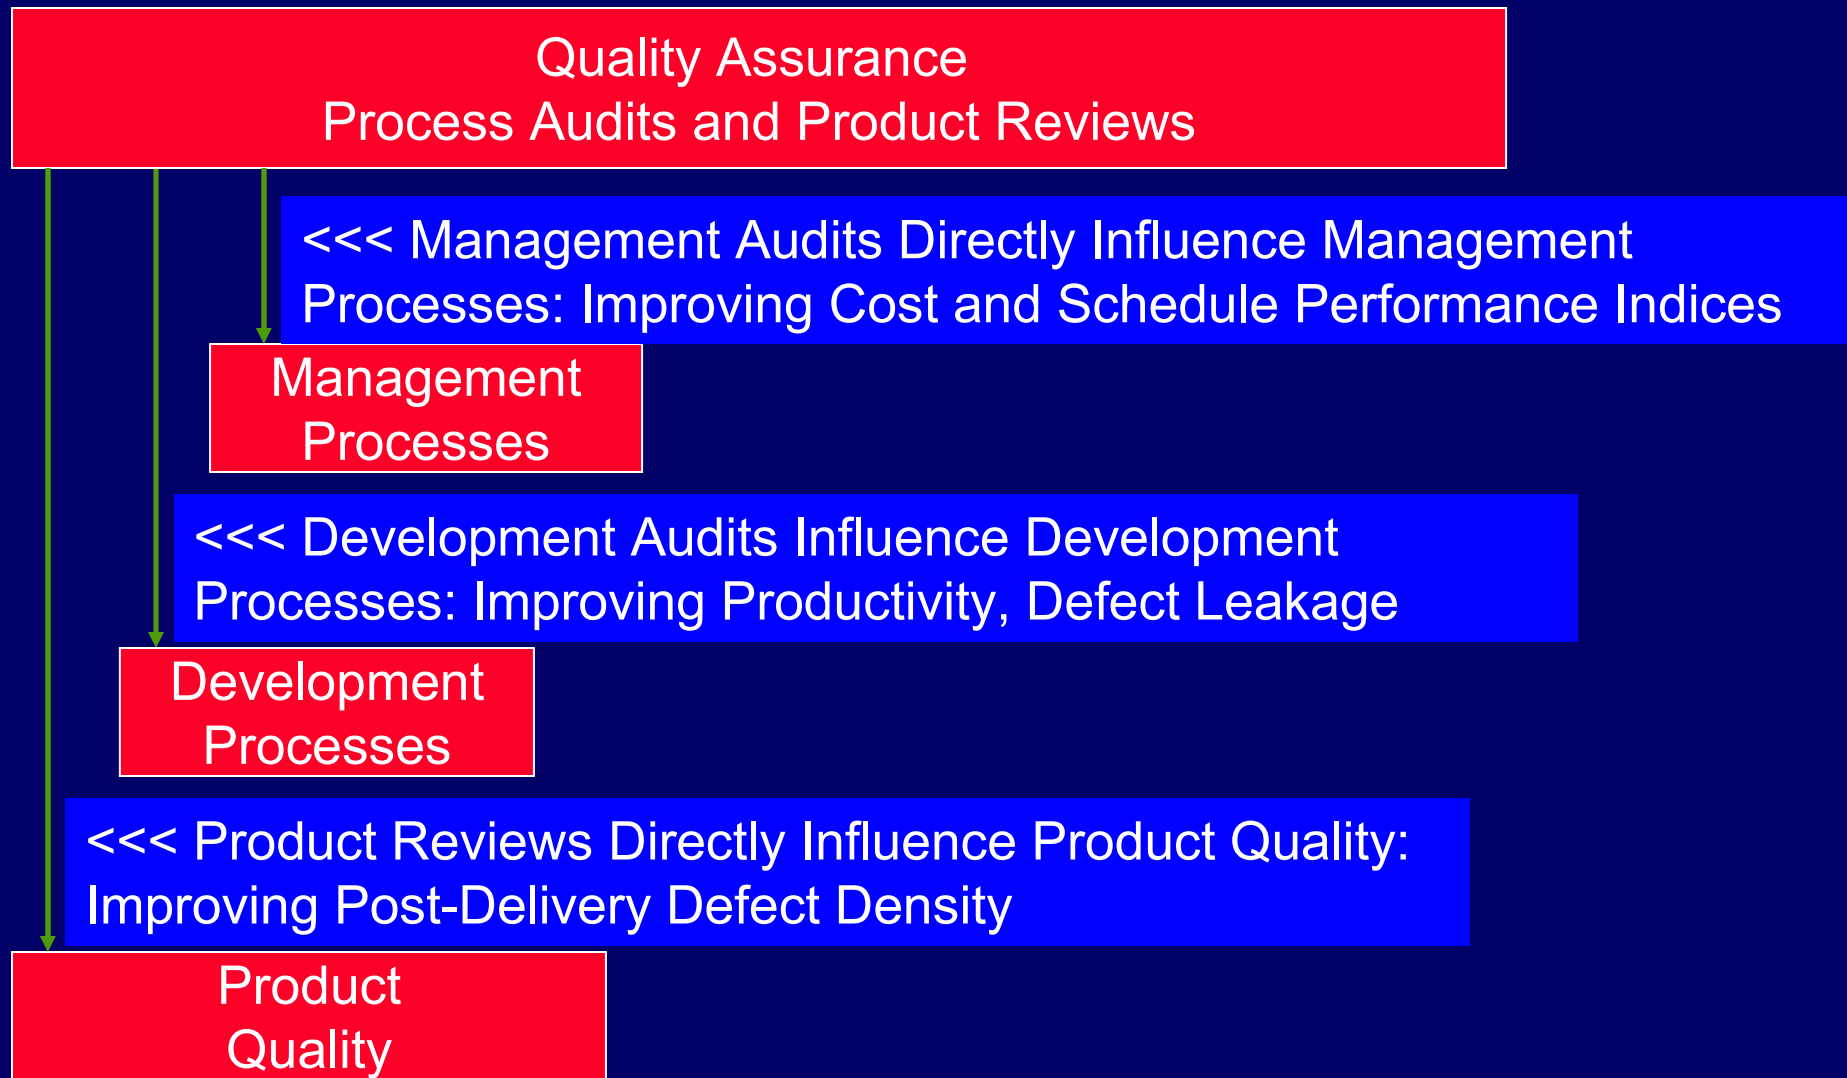 Quality Assurance
Process Audits and Product Reviews
<<< Management Audits Directly Influence Management
Processes: Improving Cost and Schedule Performance Indices
Management
Processes
<<< Development Audits Influence Development
Processes: Improving Productivity, Defect Leakage
Development
Processes
<<< Product Reviews Directly Influence Product Quality:
Improving Post-Delivery Defect Density
Product
Quality